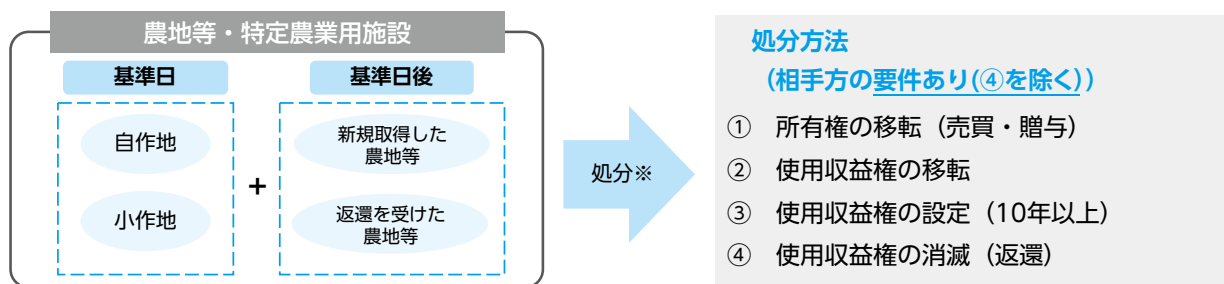 農地等・特定農業用施設
基準日
自作地
小作地
+
基準日後
新規取得した
農地等
返還を受けた
農地等
処分※
処分方法
（相手方の要件あり(④を除く)）
① 所有権の移転（売買・贈与）
② 使用収益権の移転
③ 使用収益権の設定（10年以上）
④ 使用収益権の消滅（返還）